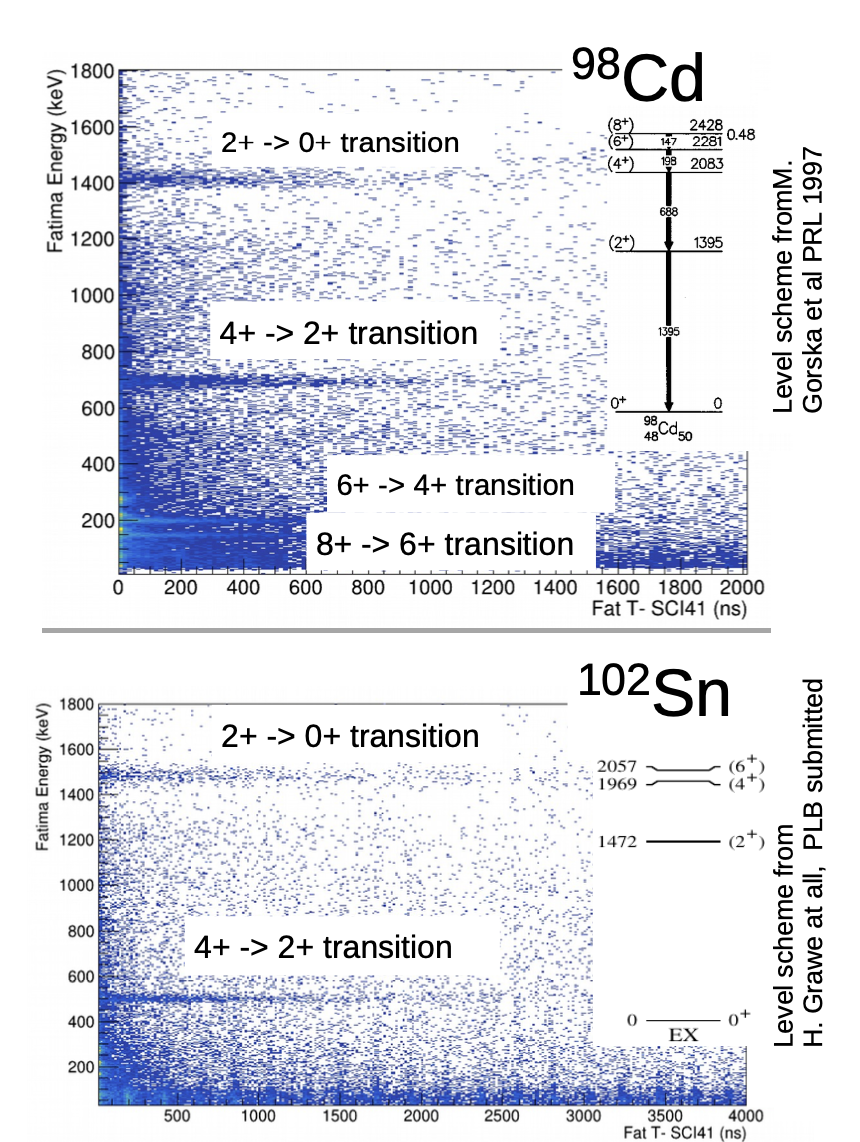 98Cd
Fatima Energy (keV)
1800
1600
1400
1200
1000
800
600
400
200
2+ -> 0+ transition
4+ -> 2+ transition
6+ -> 4+ transition
8+ -> 6+ transition
(8+) 2428
0.48
(6+) 147 2281
(4+) 198 2083
688
(2+) 1395
1395
0+ 0
98
48Cd50
Level scheme fromM.
Gorska et al PRL 1997
0 200 400 600 800 1000 1200 1400 1600 1800 2000
Fat T- SCI41 (ns)
102Sn
Fatima Energy (keV)
1800
1600
1400
1200
1000
800
600
400
200
2+ -> 0+ transition
4+ -> 2+ transition
2057 (6+)
1969 (4+)
1472 (2+)
0 0+
EX
Level scheme from
H. Grawe at all, PLB submitted
500 1000 1500 2000 2500 3000 3500 4000
Fat T- SCI41 (ns)